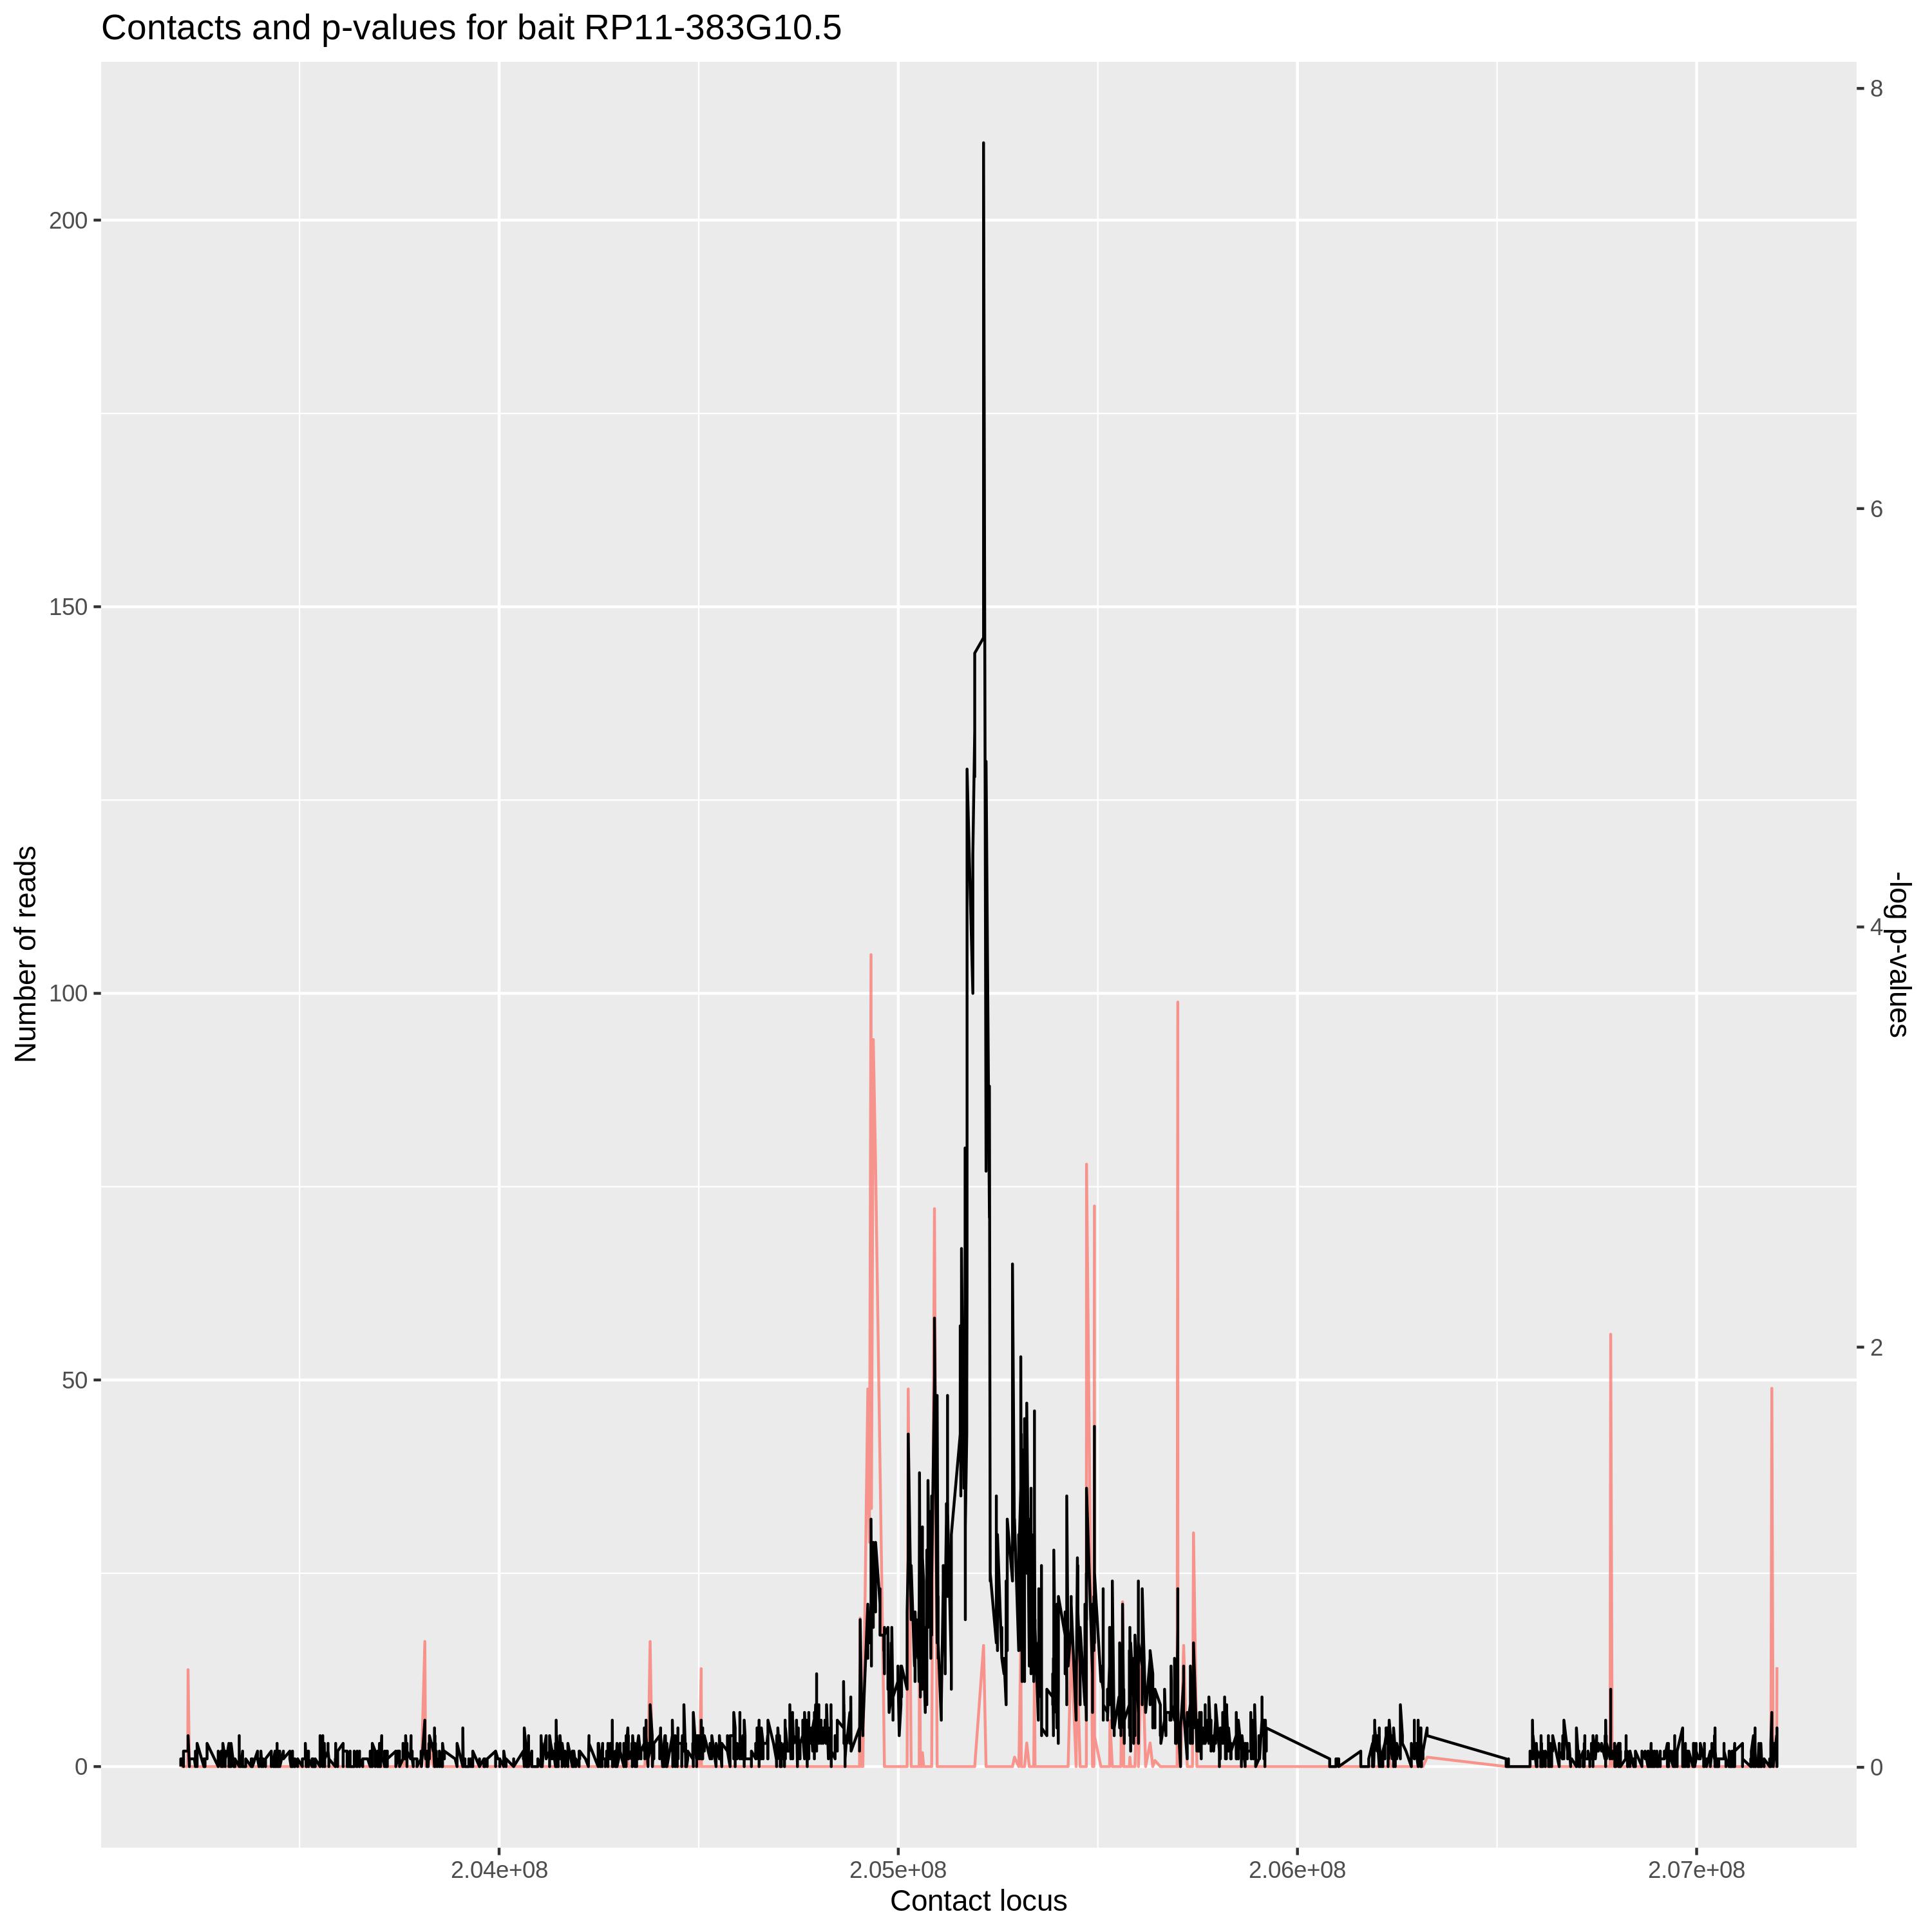 Contacts and p-values for bait RP11-383G10.5
8
200
6
150
Number of reads
-log p-values
4
100
2
50
0
0
2.04e+08
2.05e+08
2.06e+08
2.07e+08
Contact locus